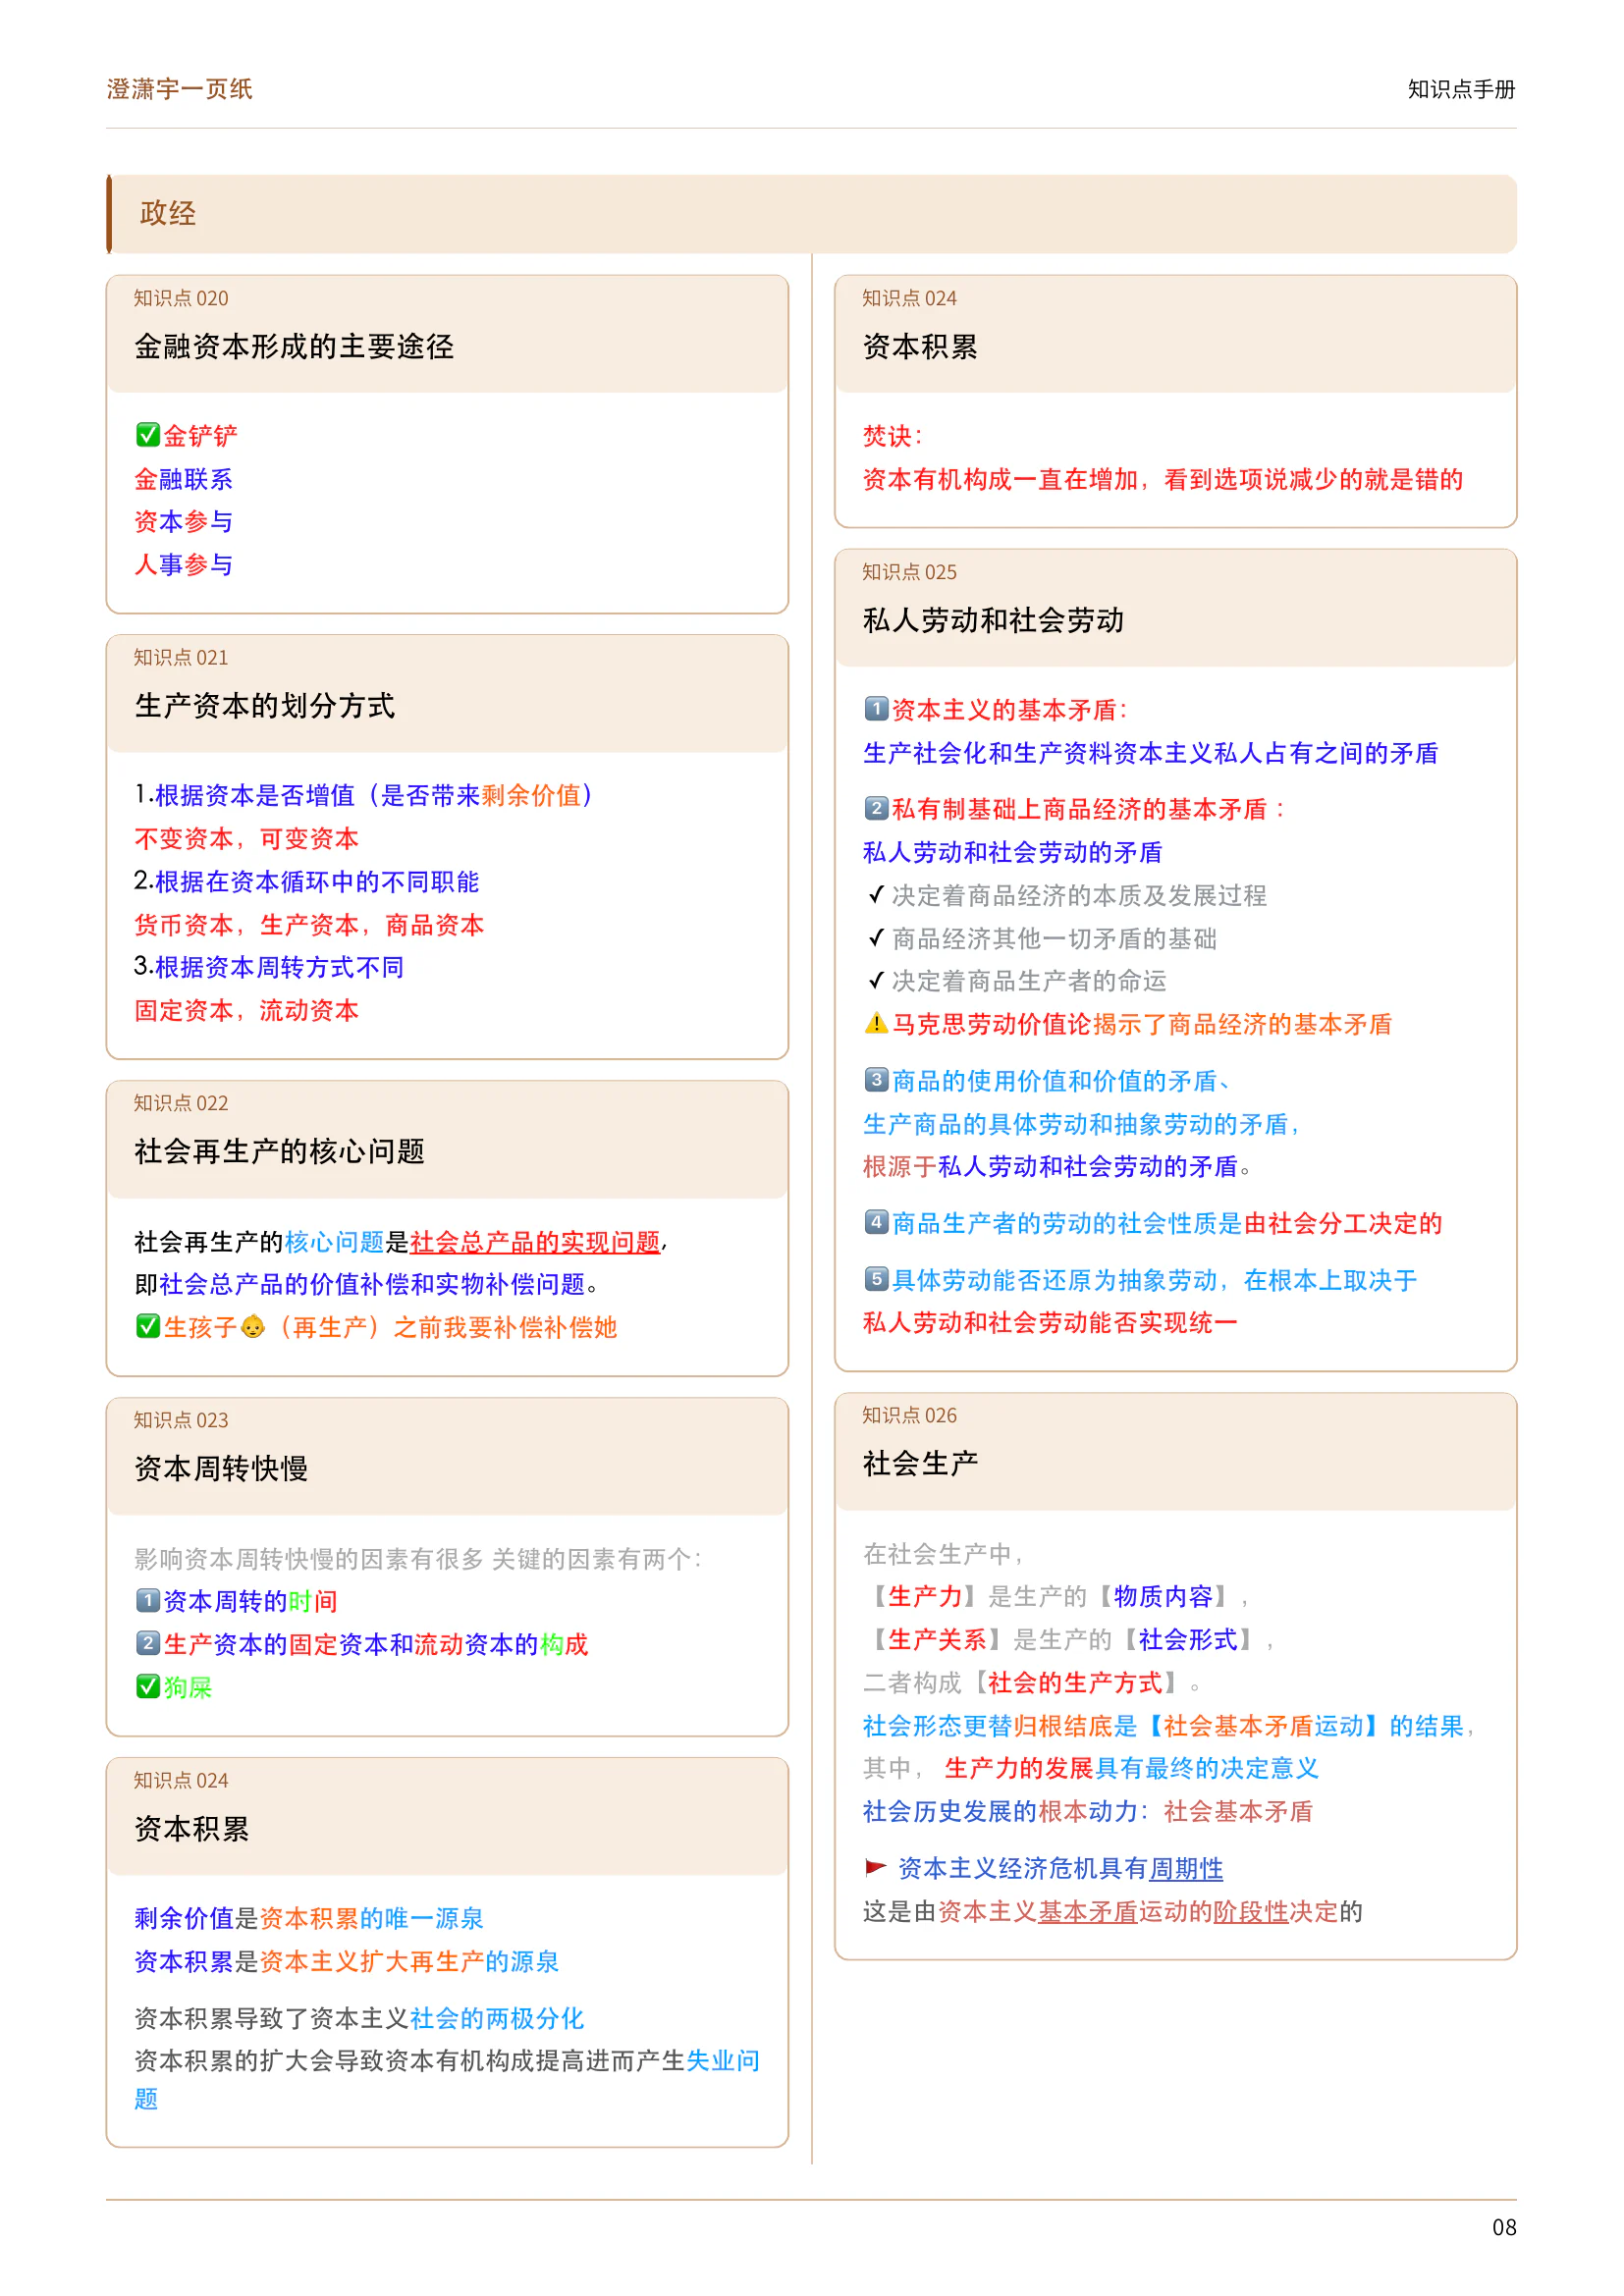 澄潇宇一页纸
知识点手册
政经
知识点 020
金融资本形成的主要途径
✅金铲铲
金融联系
资本参与
人事参与
知识点 021
生产资本的划分方式
1.根据资本是否增值（是否带来剩余价值）
不变资本，可变资本
2.根据在资本循环中的不同职能
货币资本，生产资本，商品资本
3.根据资本周转方式不同
固定资本，流动资本
知识点 022
社会再生产的核心问题
社会再生产的核心问题是社会总产品的实现问题，
即社会总产品的价值补偿和实物补偿问题。
✅生孩子👶（再生产）之前我要补偿补偿她
知识点 023
资本周转快慢
影响资本周转快慢的因素有很多 关键的因素有两个：
1️⃣资本周转的时间
2️⃣生产资本的固定资本和流动资本的构成
✅狗屎
知识点 024
资本积累
剩余价值是资本积累的唯一源泉
资本积累是资本主义扩大再生产的源泉
资本积累导致了资本主义社会的两极分化
资本积累的扩大会导致资本有机构成提高进而产生失业问
题
知识点 024
资本积累
焚诀：
资本有机构成一直在增加，看到选项说减少的就是错的
知识点 025
私人劳动和社会劳动
1️⃣资本主义的基本矛盾：
生产社会化和生产资料资本主义私人占有之间的矛盾
2️⃣私有制基础上商品经济的基本矛盾：
私人劳动和社会劳动的矛盾
✓决定着商品经济的本质及发展过程
✓商品经济其他一切矛盾的基础
✓决定着商品生产者的命运
⚠️马克思劳动价值论揭示了商品经济的基本矛盾
3️⃣商品的使用价值和价值的矛盾、
生产商品的具体劳动和抽象劳动的矛盾，
根源于私人劳动和社会劳动的矛盾。
4️⃣商品生产者的劳动的社会性质是由社会分工决定的
5️⃣具体劳动能否还原为抽象劳动，在根本上取决于
私人劳动和社会劳动能否实现统一
知识点 026
社会生产
在社会生产中，
【生产力】是生产的【物质内容】，
【生产关系】是生产的【社会形式】，
二者构成【社会的生产方式】。
社会形态更替归根结底是【社会基本矛盾运动】的结果，
其中， 生产力的发展具有最终的决定意义
社会历史发展的根本动力：社会基本矛盾
🚩 资本主义经济危机具有周期性
这是由资本主义基本矛盾运动的阶段性决定的
08